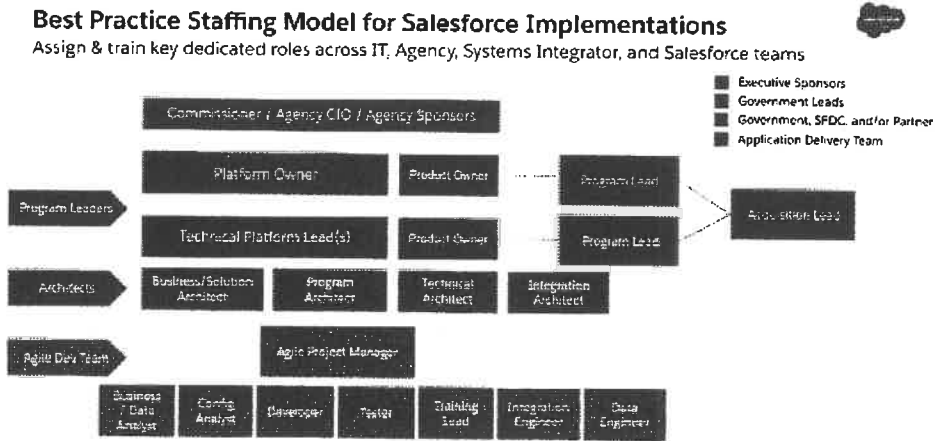 Best Practice Staffing Model for Salesforce Implementations
Assign & train key dedicated roles across IT, Agency, Systems Integrator, and Salesforce teams
Executive Sponsors
Government Leads
Government, SFDC, and/or Partner
Application Delivery Team
Commissioner / Agency CIO / Agency Sponsors
Program Leaders
Platform Owner
Product Owner
Program Lead
Acquisition Lead
Technical Platform Lead(s)
Product Owner
Program Lead
Architects
Business/Solution
Architect
Program
Architect
Technical
Architect
Integration
Architect
Agile Dev Team
Agile Project Manager
Business
/ Data
Analyst
Config
Analyst
Developer
Tester
Training
Lead
Integration
Engineer
Data
Engineer